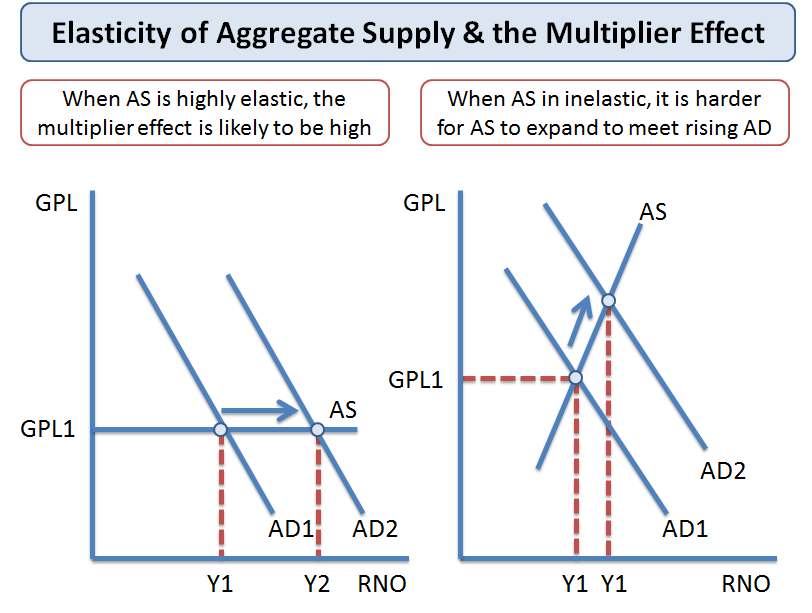 Elasticity of Aggregate Supply & the Multiplier Effect
When AS is highly elastic, the
multiplier effect is likely to be high
When AS in inelastic, it is harder
for AS to expand to meet rising AD
GPL
AS
GPL1
AD1
AD2
Y1
Y2
RNO
GPL
AS
GPL1
AD2
AD1
Y1
Y1
RNO